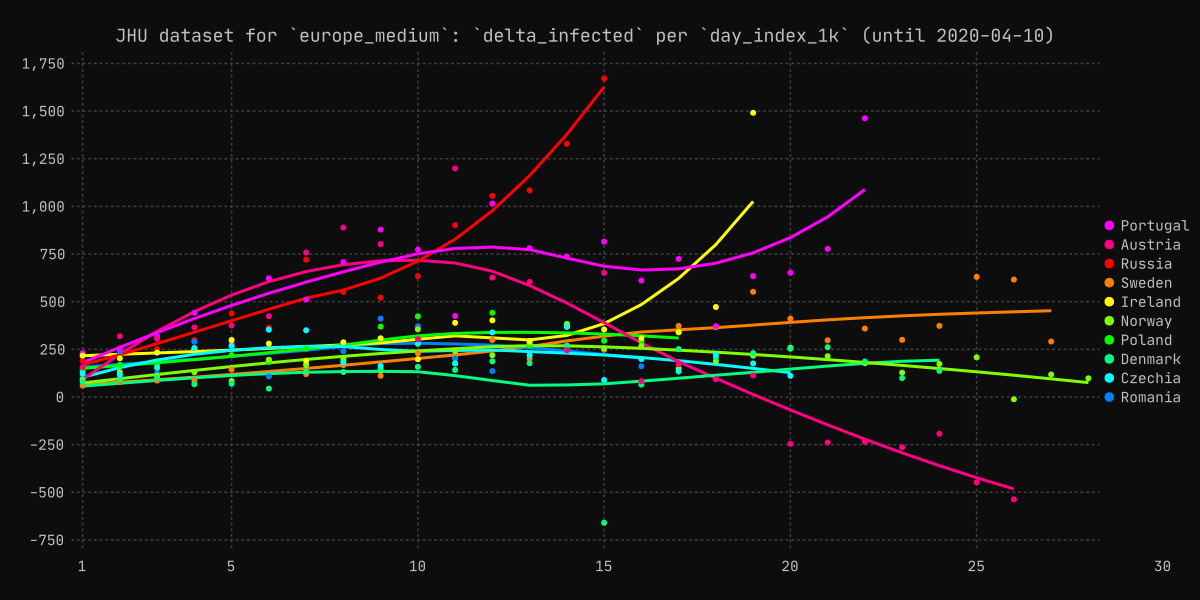 JHU dataset for `europe_medium`: `delta_infected` per `day_index_1k` (until 2020-04-10)
1,750
1,500
1,250
1,000
750
500
250
0
−250
−500
−750
1 5 10 15 20 25 30
Portugal
Austria
Russia
Sweden
Ireland
Norway
Poland
Denmark
Czechia
Romania